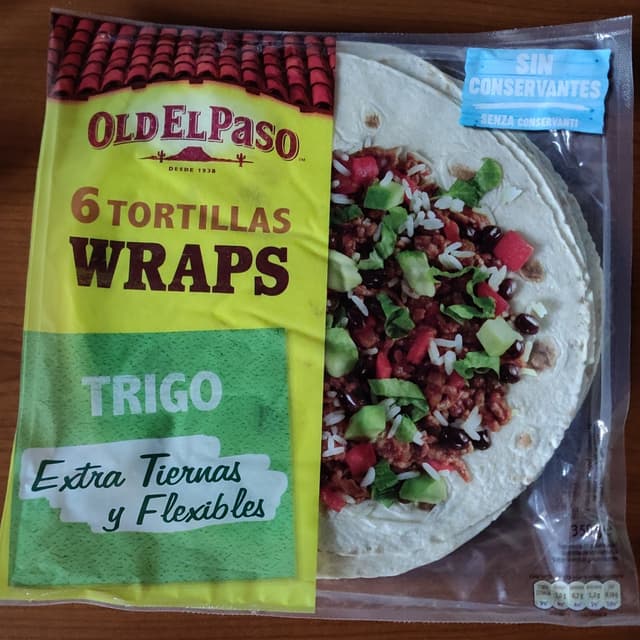 SIN
CONSERVANTES
SENZA CONSERVANTI
OLD EL PASO
DESDE 1938
6 TORTILLAS
WRAPS
TRIGO
Extra Tiernas
y Flexibles